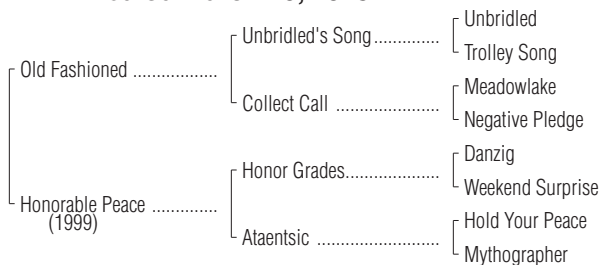 Unbridled
Unbridled's Song..............
Trolley Song
Old Fashioned .................
Meadowlake
Collect Call ......................
Negative Pledge
Danzig
Honor Grades....................
Weekend Surprise
Honorable Peace ..............
(1999)
Hold Your Peace
Ataentsic ..........................
Mythographer